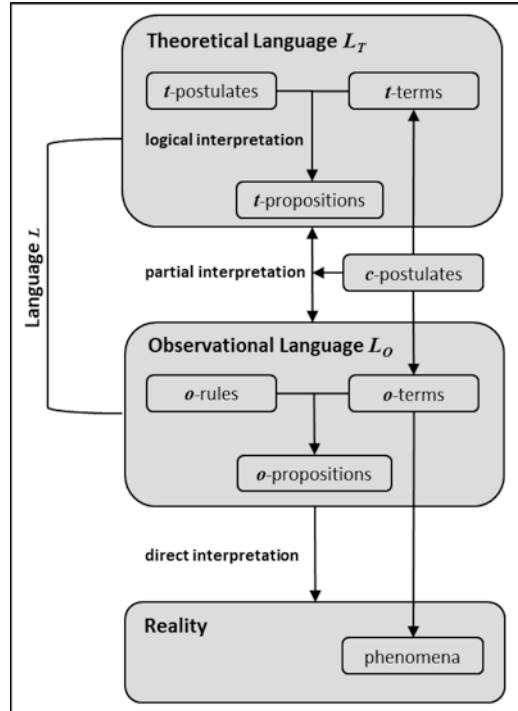 Theoretical Language L_T
t-postulates
t-terms
logical interpretation
t-propositions
Language L
partial interpretation
c-postulates
Observational Language L_O
o-rules
o-terms
o-propositions
direct interpretation
Reality
phenomena